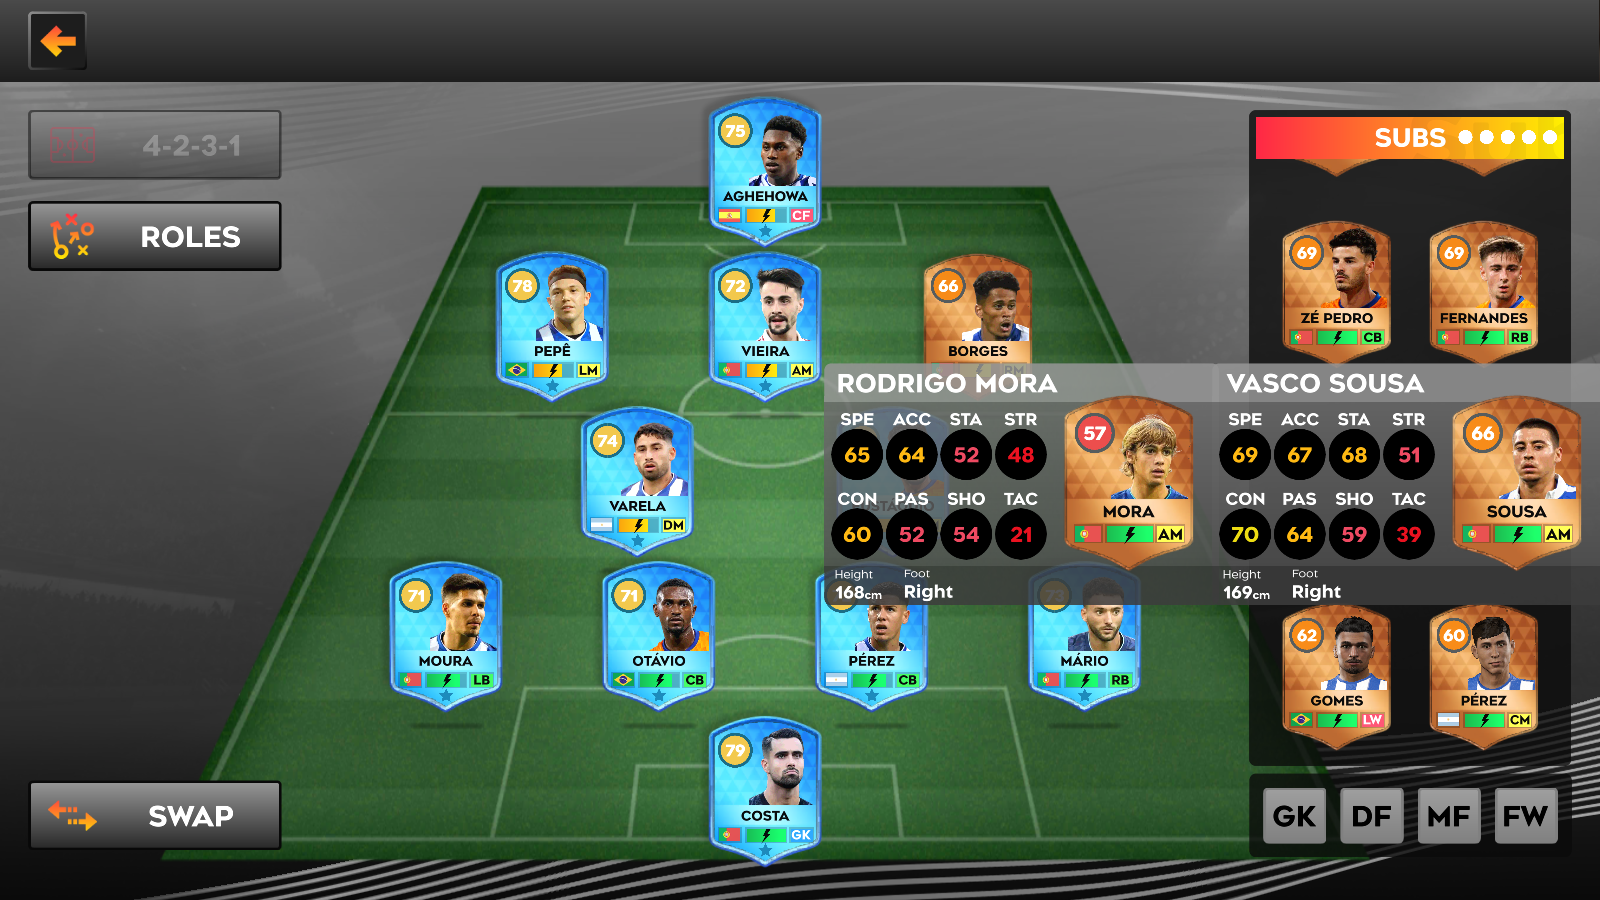 4-2-3-1
ROLES
SWAP
75
AGHEHOWA
CF
78
PEPÊ
LM
72
VIEIRA
AM
66
BORGES
RM
74
VARELA
DM
71
MOURA
LB
71
OTÁVIO
CB
PÉREZ
CB
73
MÁRIO
RB
79
COSTA
GK
RODRIGO MORA
SPE ACC STA STR
65 64 52 48
CON PAS SHO TAC
60 52 54 21
Height Foot
168cm Right
57
MORA
AM
VASCO SOUSA
SPE ACC STA STR
69 67 68 51
CON PAS SHO TAC
70 64 59 39
Height Foot
169cm Right
66
SOUSA
AM
SUBS
69
ZÉ PEDRO
CB
69
FERNANDES
RB
62
GOMES
LW
60
PÉREZ
CM
GK DF MF FW